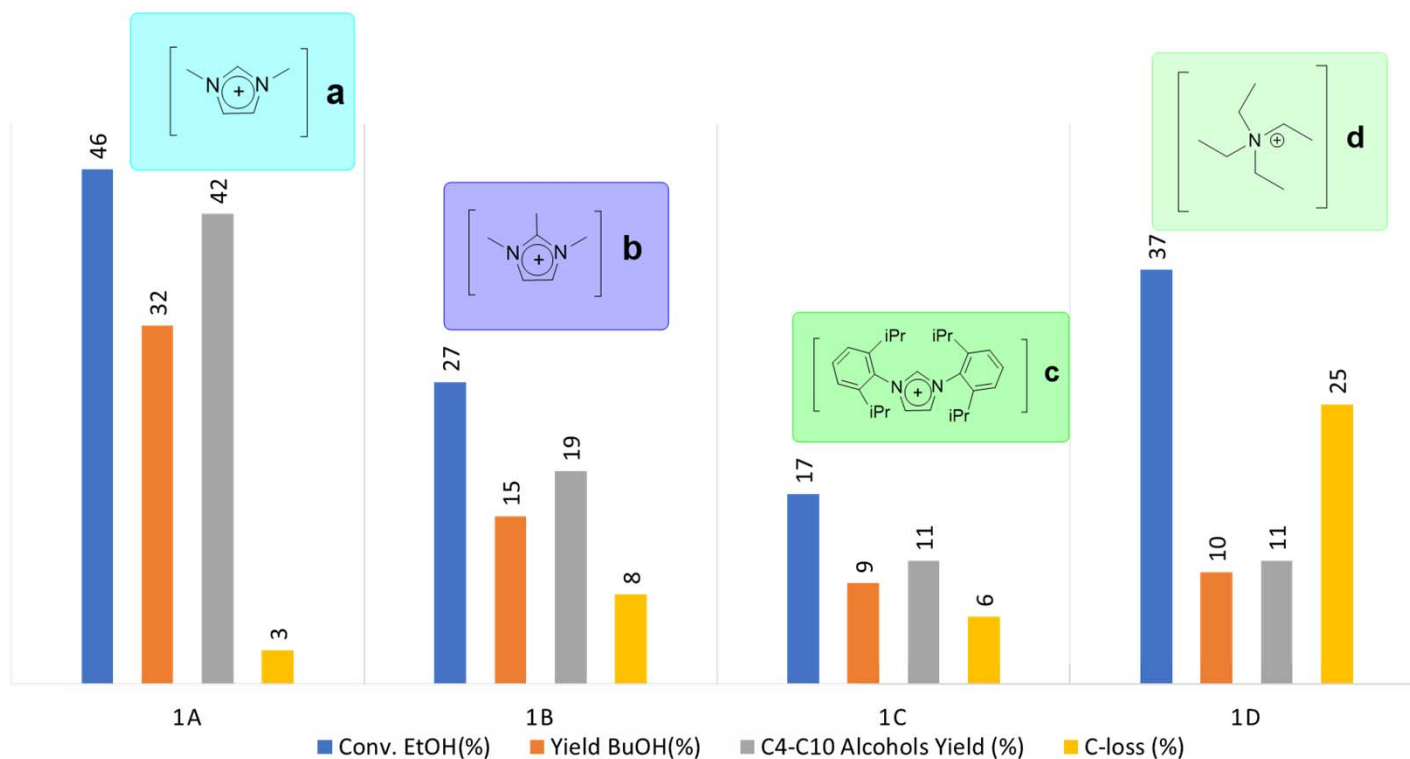 N N
+
a
46
32
42
3
N N
+
b
27
15
19
8
iPr iPr
N N
+
iPr iPr
c
17
9
11
6
N
+
d
37
10
11
25
1A 1B 1C 1D
Conv. EtOH(%) Yield BuOH(%) C4-C10 Alcohols Yield (%) C-loss (%)